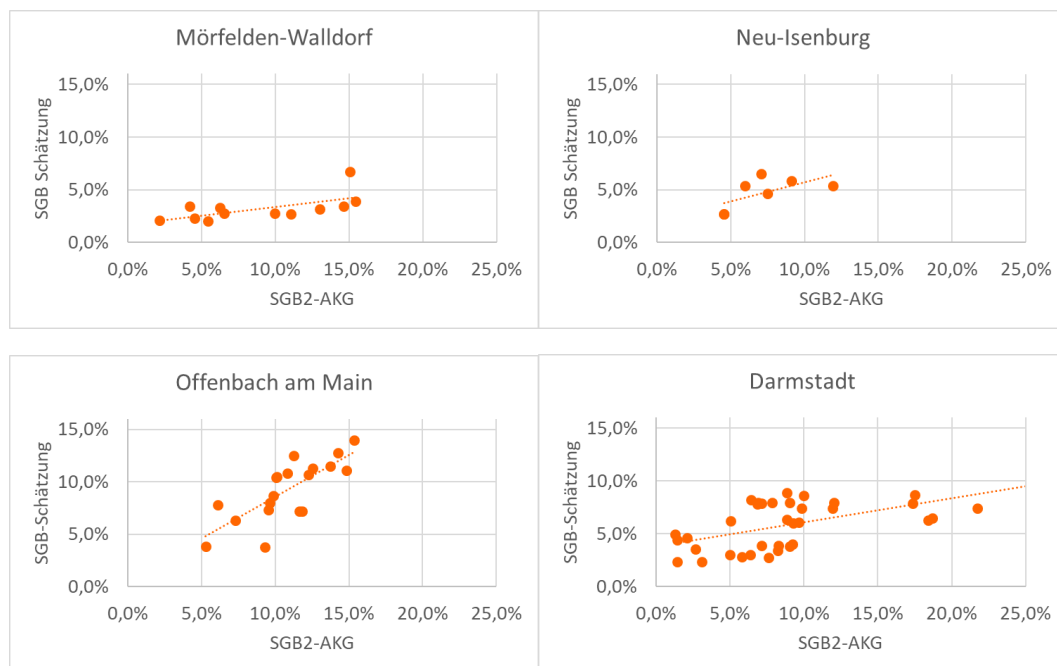 Mörfelden-Walldorf
SGB Schätzung
15,0%
10,0%
5,0%
0,0%
0,0% 5,0% 10,0% 15,0% 20,0% 25,0%
SGB2-AKG
Neu-Isenburg
SGB Schätzung
15,0%
10,0%
5,0%
0,0%
0,0% 5,0% 10,0% 15,0% 20,0% 25,0%
SGB2-AKG
Offenbach am Main
SGB-Schätzung
15,0%
10,0%
5,0%
0,0%
0,0% 5,0% 10,0% 15,0% 20,0% 25,0%
SGB2-AKG
Darmstadt
SGB-Schätzung
15,0%
10,0%
5,0%
0,0%
0,0% 5,0% 10,0% 15,0% 20,0% 25,0%
SGB2-AKG